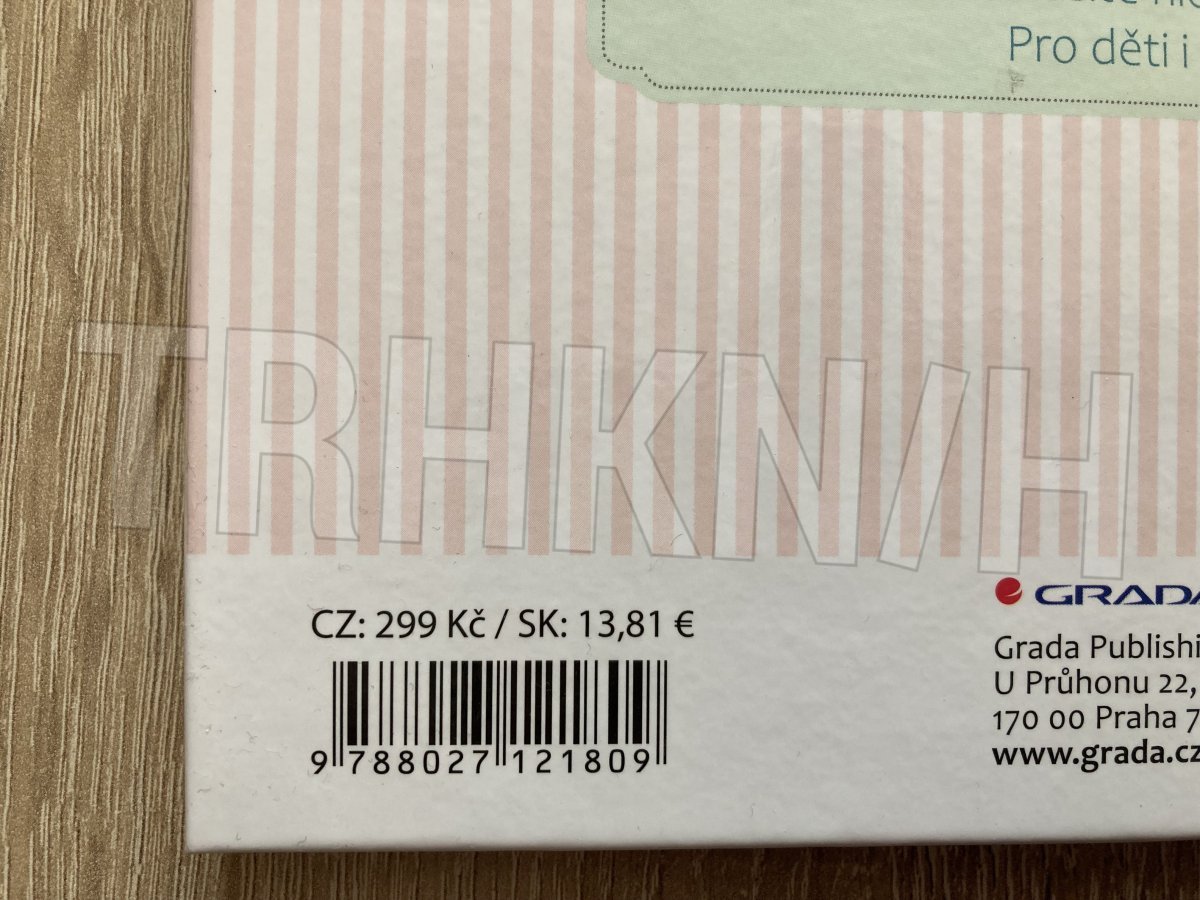 Pro děti i
TRHKNIH
CZ: 299 Kč / SK: 13,81 €
9 788027 121809
GRADA
Grada Publishi
U Průhonu 22,
170 00 Praha 7
www.grada.cz